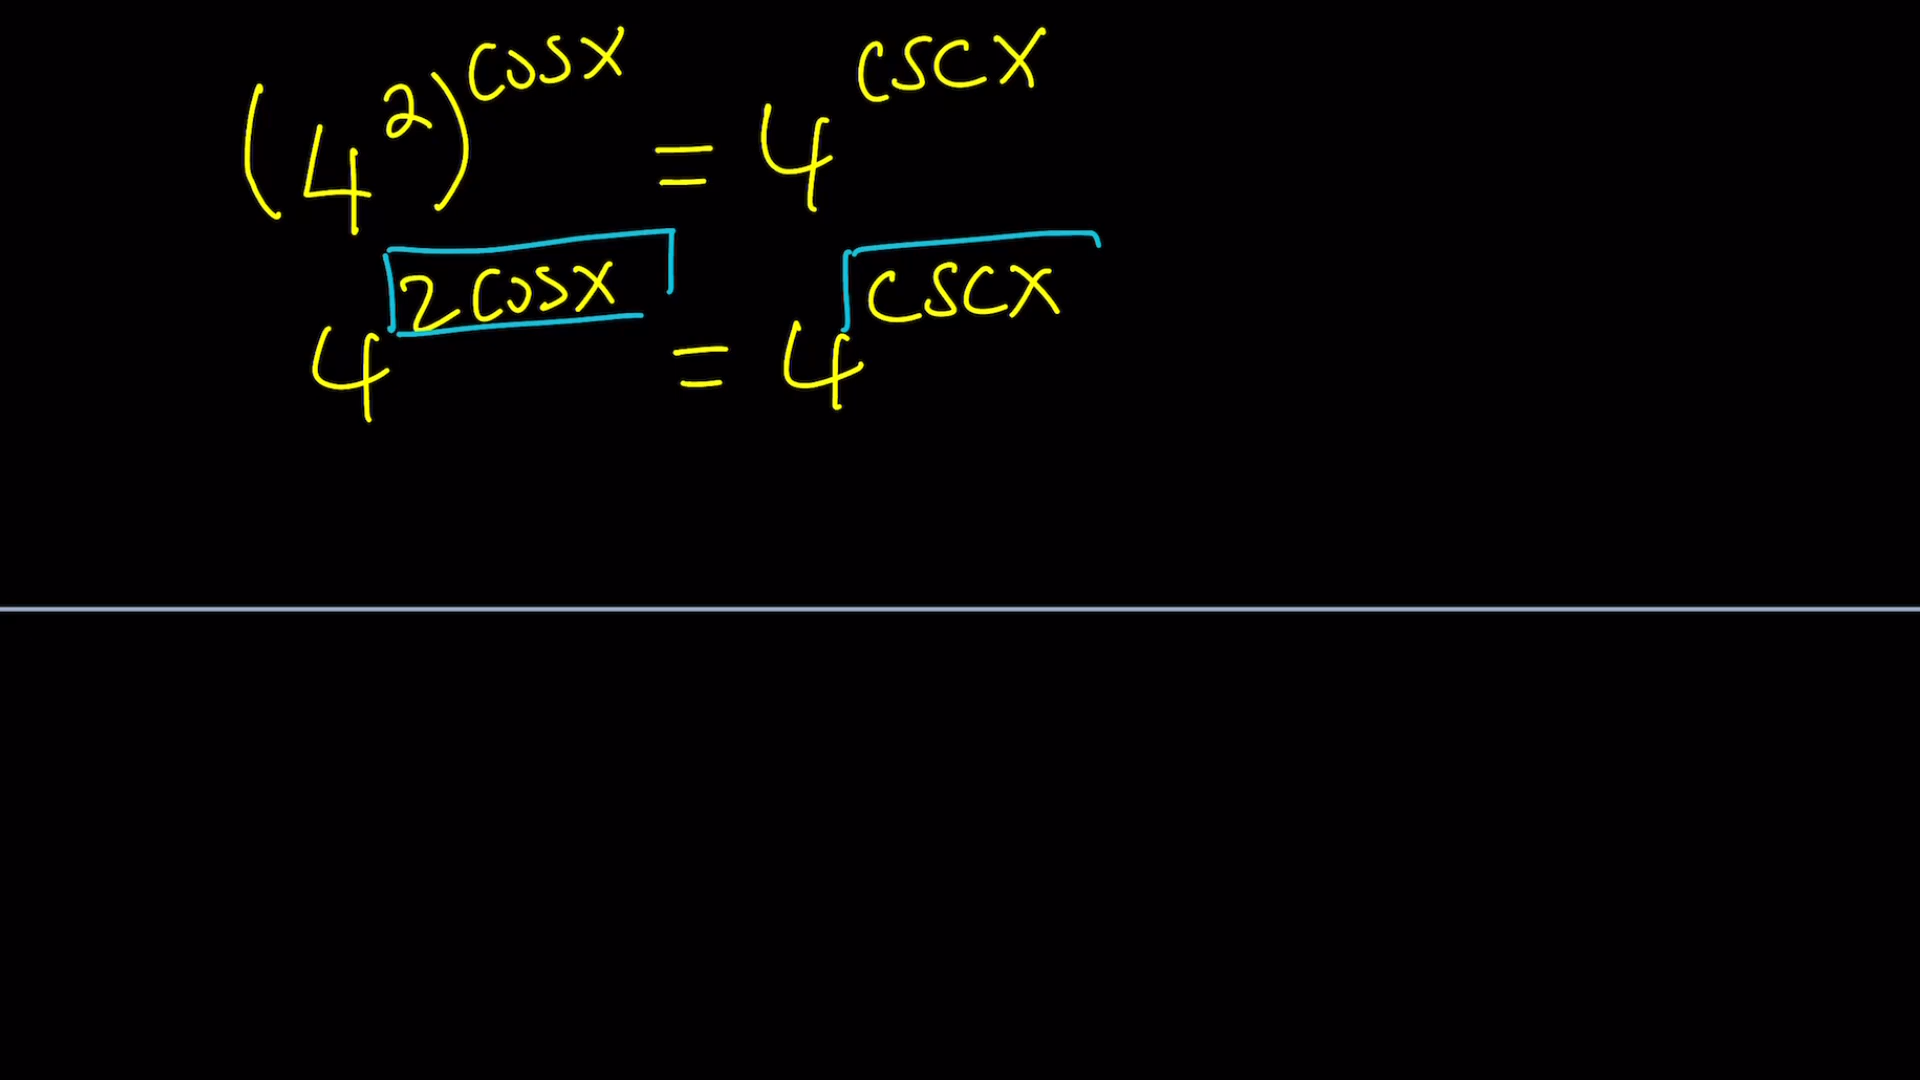 (4²)^cosx = 4^cscx
4^2cosx = 4^cscx